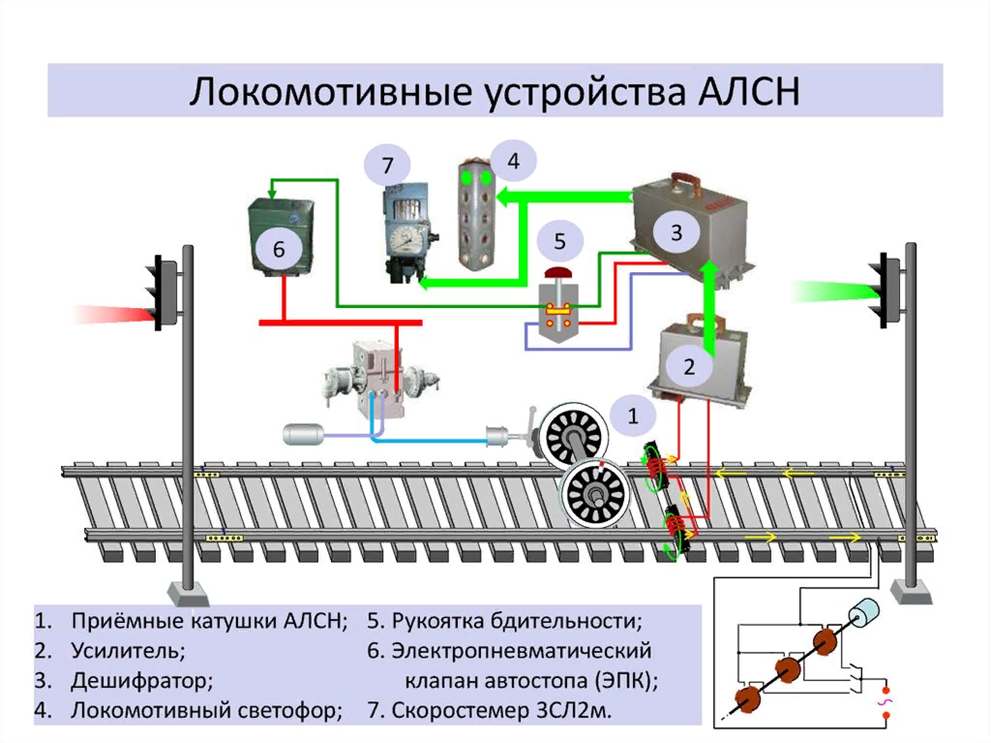 Локомотивные устройства АЛСН
7
4
6
5
3
2
1
1. Приёмные катушки АЛСН;
2. Усилитель;
3. Дешифратор;
4. Локомотивный светофор;
5. Рукоятка бдительности;
6. Электропневматический
клапан автостопа (ЭПК);
7. Скоростемер 3СЛ2м.